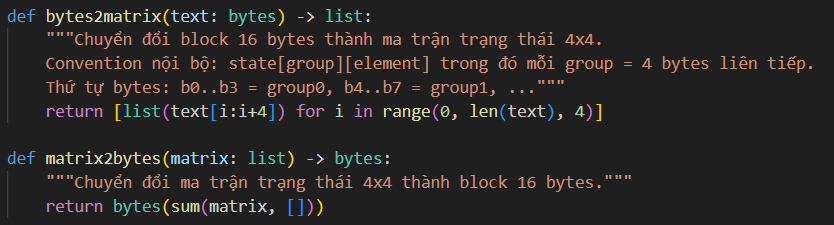 def bytes2matrix(text: bytes) -> list:
    """Chuyển đổi block 16 bytes thành ma trận trạng thái 4x4.
    Convention nội bộ: state[group][element] trong đó mỗi group = 4 bytes liên tiếp.
    Thứ tự bytes: b0..b3 = group0, b4..b7 = group1, ..."""
    return [list(text[i:i+4]) for i in range(0, len(text), 4)]

def matrix2bytes(matrix: list) -> bytes:
    """Chuyển đổi ma trận trạng thái 4x4 thành block 16 bytes."""
    return bytes(sum(matrix, []))